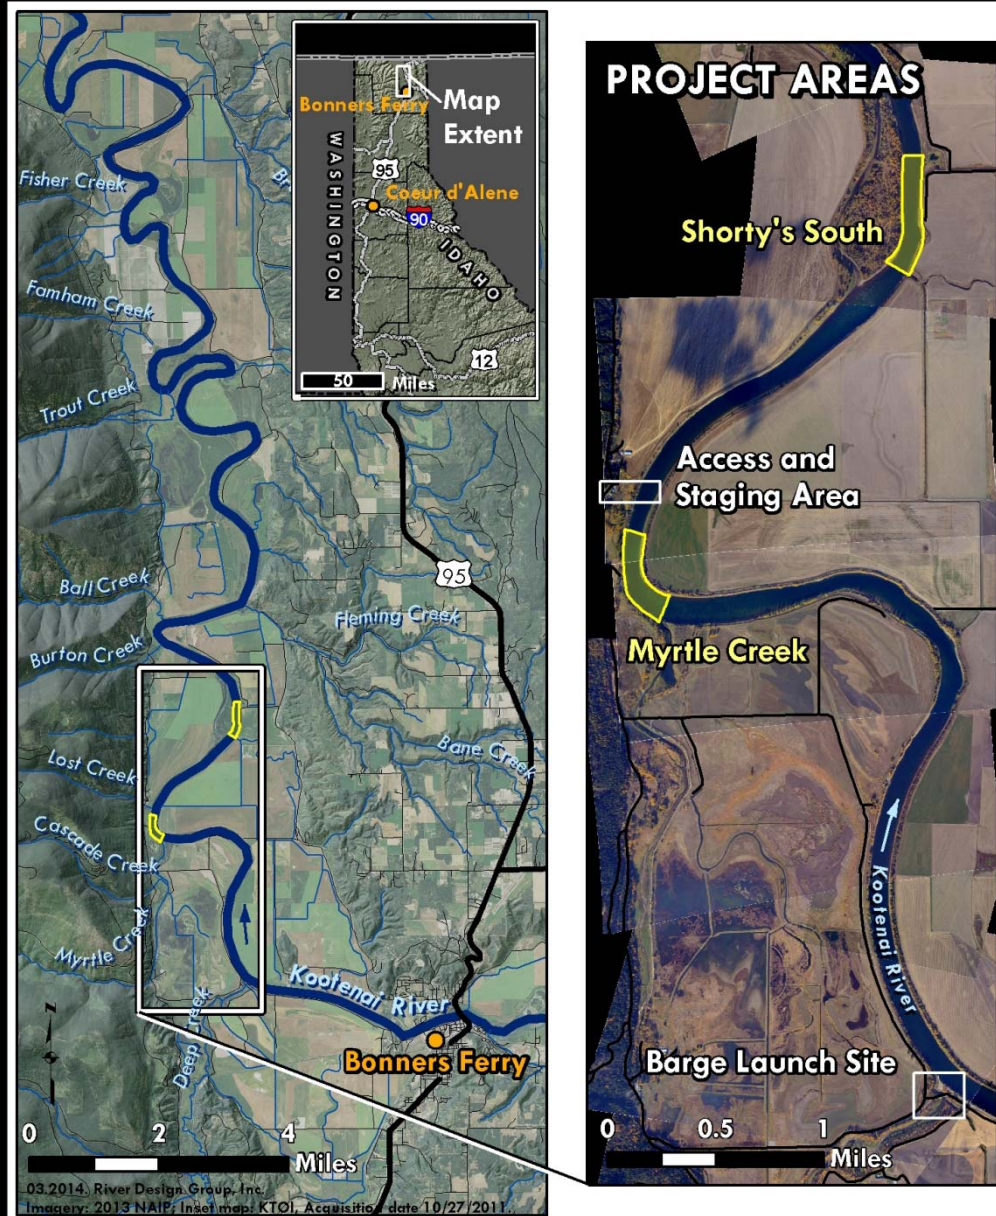 Fisher Creek
Farnham Creek
Trout Creek
Ball Creek
Burton Creek
Lost Creek
Cascade Creek
Myrtle Creek
Deep Creek
Br
Fleming Creek
Bane Creek
95
Kootenai River
Bonners Ferry
N
0 2 4
Miles
03.2014. River Design Group, Inc.
Imagery: 2013 NAIP; Inset map: KTOI, Acquisition date 10/27/2011.
Bonners Ferry
Map
Extent
WASHINGTON
95
Coeur d'Alene
90
IDAHO
12
50 Miles
PROJECT AREAS
Shorty's South
Access and
Staging Area
Myrtle Creek
Kootenai River
Barge Launch Site
0 0.5 1
Miles